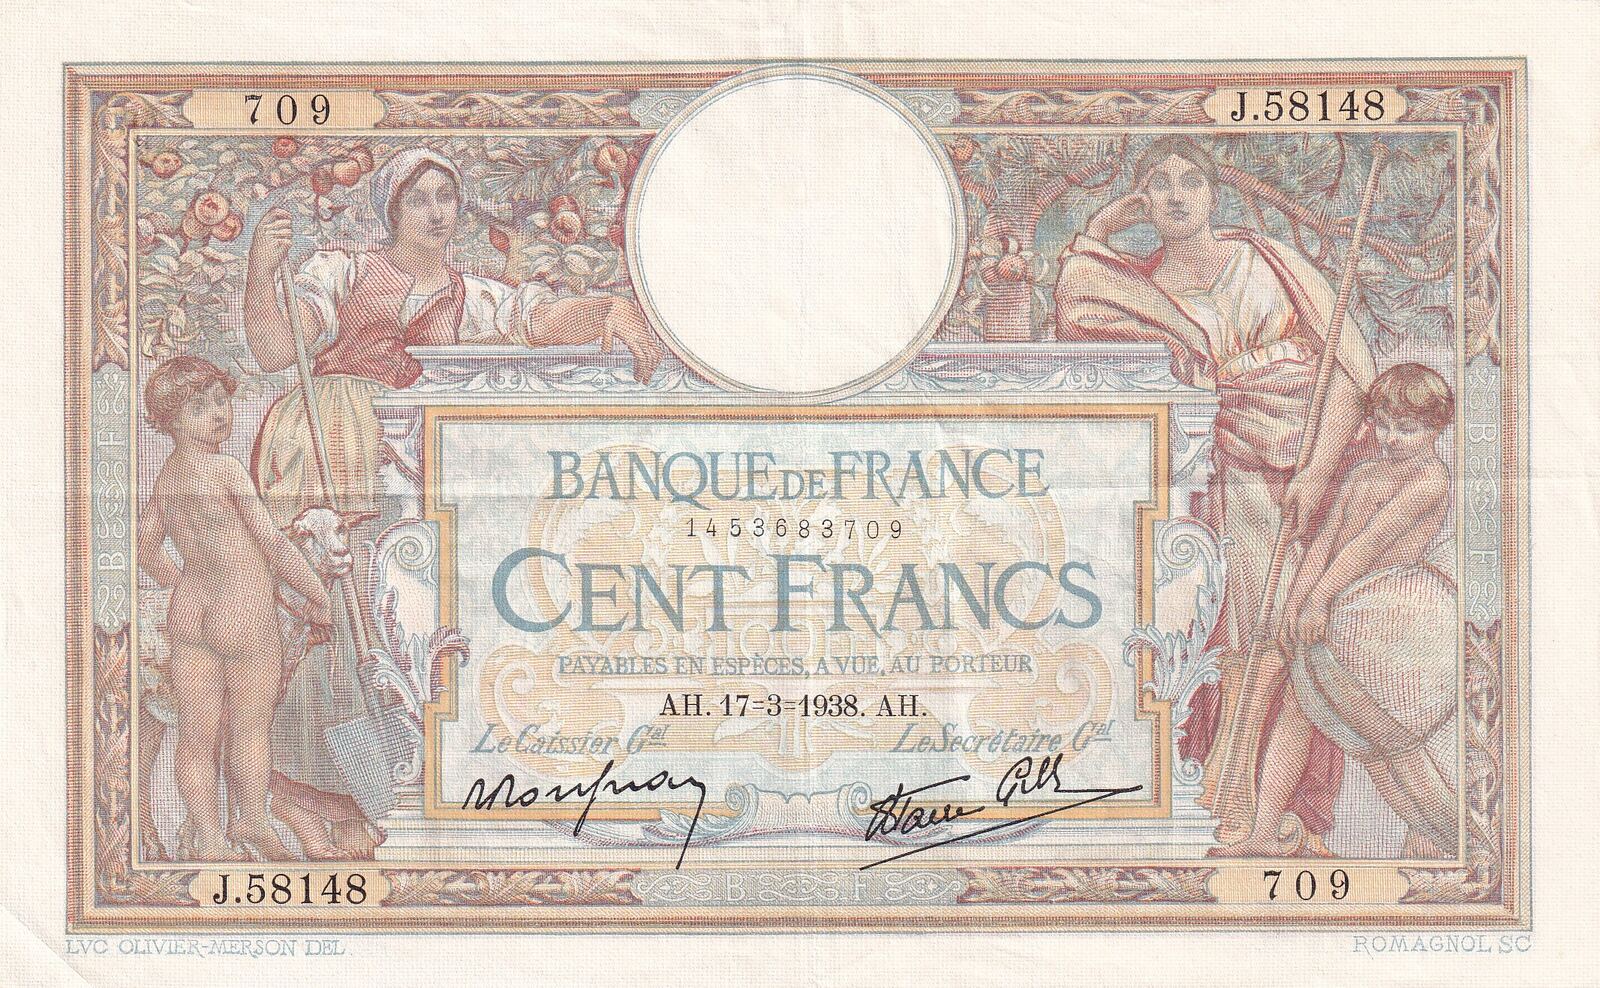 709 J.58148
BANQUE DE FRANCE
1453683709
CENT FRANCS
PAYABLES EN ESPÈCES, A VUE, AU PORTEUR
AH. 17=3=1938. AH.
Le Caissier Gal Le Secrétaire Gal
J.58148 B F 709
LVC OLIVIER-MERSON DEL. ROMAGNOL SC